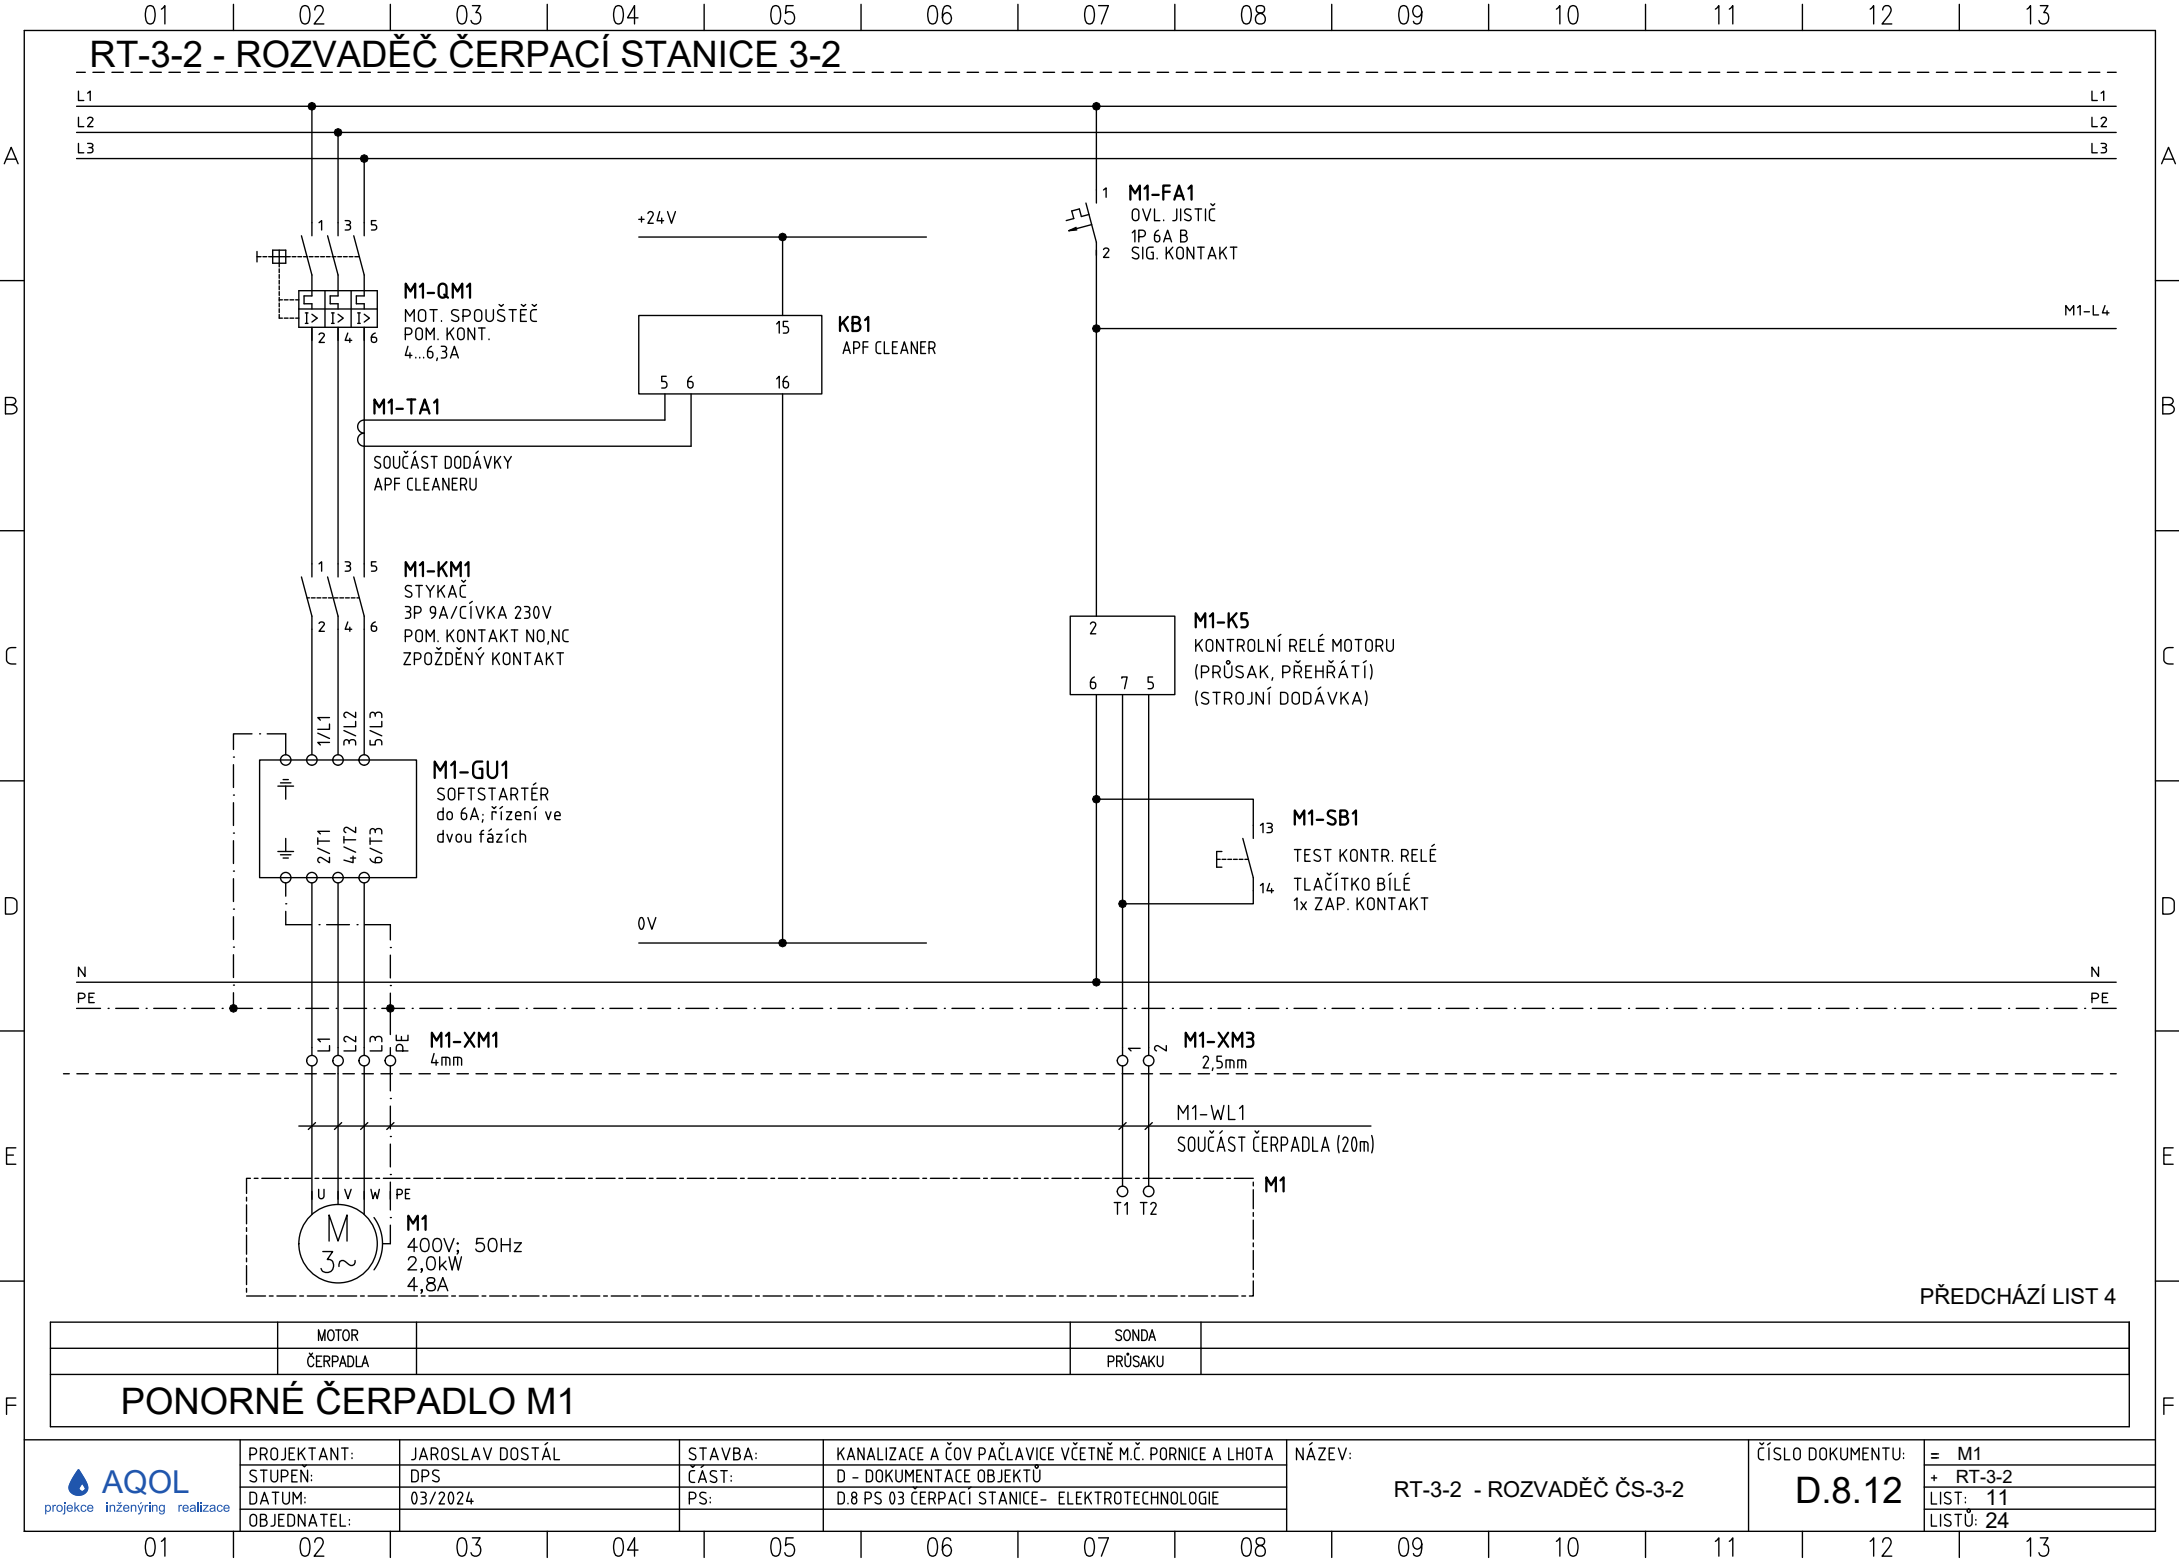 01 02 03 04 05 06 07 08 09 10 11 12 13
RT-3-2 - ROZVADĚČ ČERPACÍ STANICE 3-2
L1 L1
L2 L2
L3 L3
A A
1 M1-FA1
OVL. JISTIČ
1P 6A B
2 SIG. KONTAKT
+24V
1 3 5
M1-QM1
MOT. SPOUŠTĚČ
POM. KONT.
4...6,3A
I> I> I>
2 4 6
M1-L4
15
KB1
APF CLEANER
5 6 16
B B
M1-TA1
SOUČÁST DODÁVKY
APF CLEANERU
1 3 5
M1-KM1
STYKAČ
3P 9A/CÍVKA 230V
POM. KONTAKT NO,NC
ZPOŽDĚNÝ KONTAKT
2 4 6
2
M1-K5
KONTROLNÍ RELÉ MOTORU
(PRŮSAK, PŘEHŘÁTÍ)
(STROJNÍ DODÁVKA)
6 7 5
C C
1/L1 3/L2 5/L3
M1-GU1
SOFTSTARTÉR
do 6A; řízení ve
dvou fázích
2/T1 4/T2 6/T3
13 M1-SB1
TEST KONTR. RELÉ
14 TLAČÍTKO BÍLÉ
1x ZAP. KONTAKT
D D
0V
N N
PE PE
L1 L2 L3 PE
M1-XM1
4mm
1 2
M1-XM3
2,5mm
M1-WL1
SOUČÁST ČERPADLA (20m)
E E
U V W PE
M
3~
M1
400V; 50Hz
2,0kW
4,8A
T1 T2
M1
PŘEDCHÁZÍ LIST 4
MOTOR SONDA
ČERPADLA PRŮSAKU
PONORNÉ ČERPADLO M1
F F
AQOL
projekce inženýring realizace
PROJEKTANT: JAROSLAV DOSTÁL
STUPEŇ: DPS
DATUM: 03/2024
OBJEDNATEL:
STAVBA: KANALIZACE A ČOV PAČLAVICE VČETNĚ M.Č. PORNICE A LHOTA
ČÁST: D - DOKUMENTACE OBJEKTŮ
PS: D.8 PS 03 ČERPACÍ STANICE- ELEKTROTECHNOLOGIE
NÁZEV:
RT-3-2 - ROZVADĚČ ČS-3-2
ČÍSLO DOKUMENTU:
D.8.12
= M1
+ RT-3-2
LIST: 11
LISTŮ: 24
01 02 03 04 05 06 07 08 09 10 11 12 13